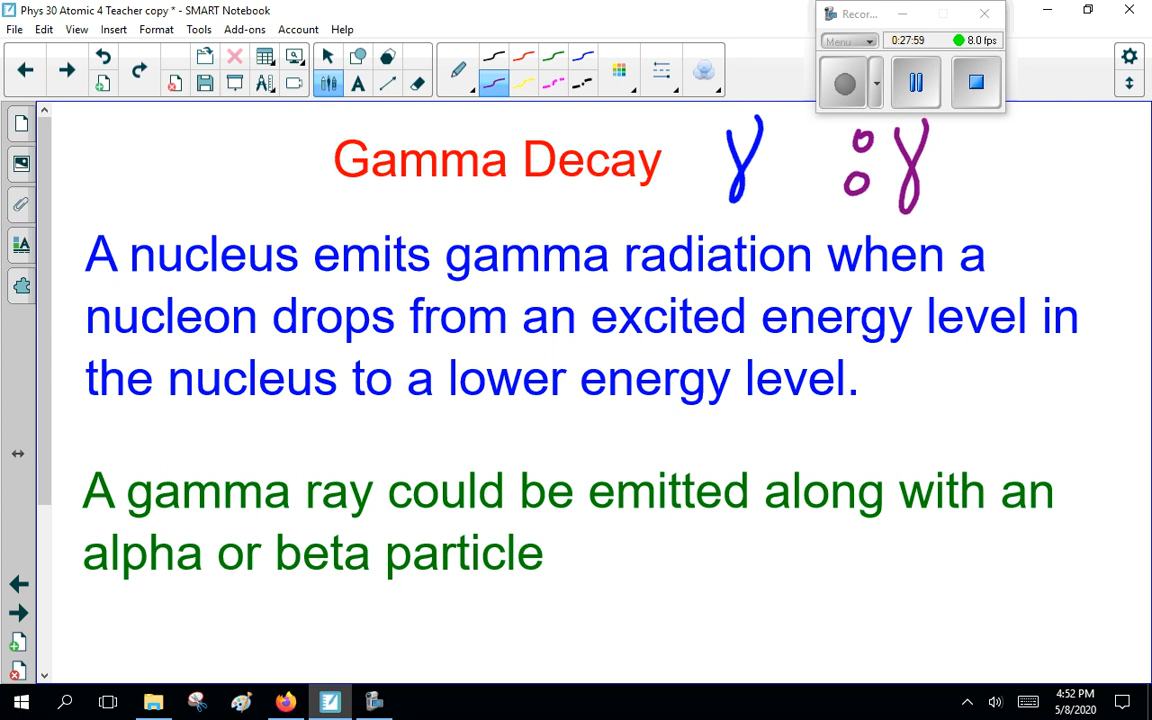 Phys 30 Atomic 4 Teacher copy * - SMART Notebook
Recor...
File Edit View Insert Format Tools Add-ons Account Help
Menu 0:27:59 8.0 fps
Gamma Decay γ 0 γ
0
A nucleus emits gamma radiation when a
nucleon drops from an excited energy level in
the nucleus to a lower energy level.
A gamma ray could be emitted along with an
alpha or beta particle
4:52 PM
5/8/2020